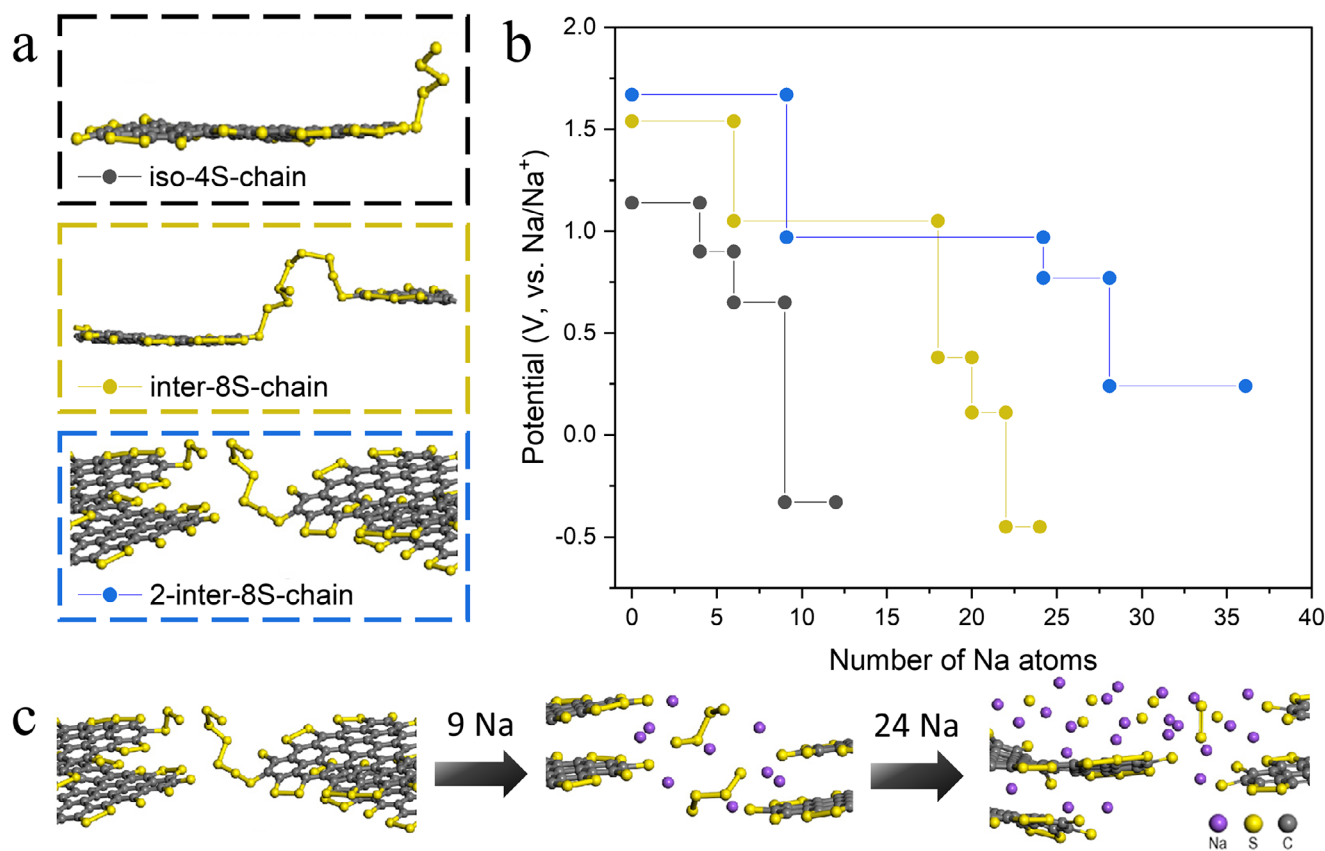 a
iso-4S-chain
inter-8S-chain
2-inter-8S-chain
b
Potential (V, vs. Na/Na⁺)
2.0
1.5
1.0
0.5
0.0
-0.5
0 5 10 15 20 25 30 35 40
Number of Na atoms
c
9 Na
24 Na
Na S C